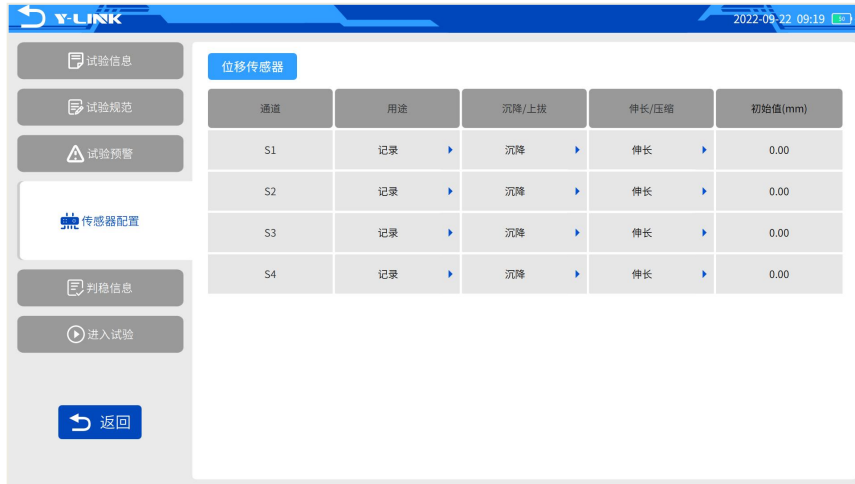 Y-LINK
2022-09-22 09:19
试验信息
试验规范
试验预警
传感器配置
判稳信息
进入试验
返回
位移传感器
通道 用途 沉降/上拔 伸长/压缩 初始值(mm)
S1 记录 沉降 伸长 0.00
S2 记录 沉降 伸长 0.00
S3 记录 沉降 伸长 0.00
S4 记录 沉降 伸长 0.00